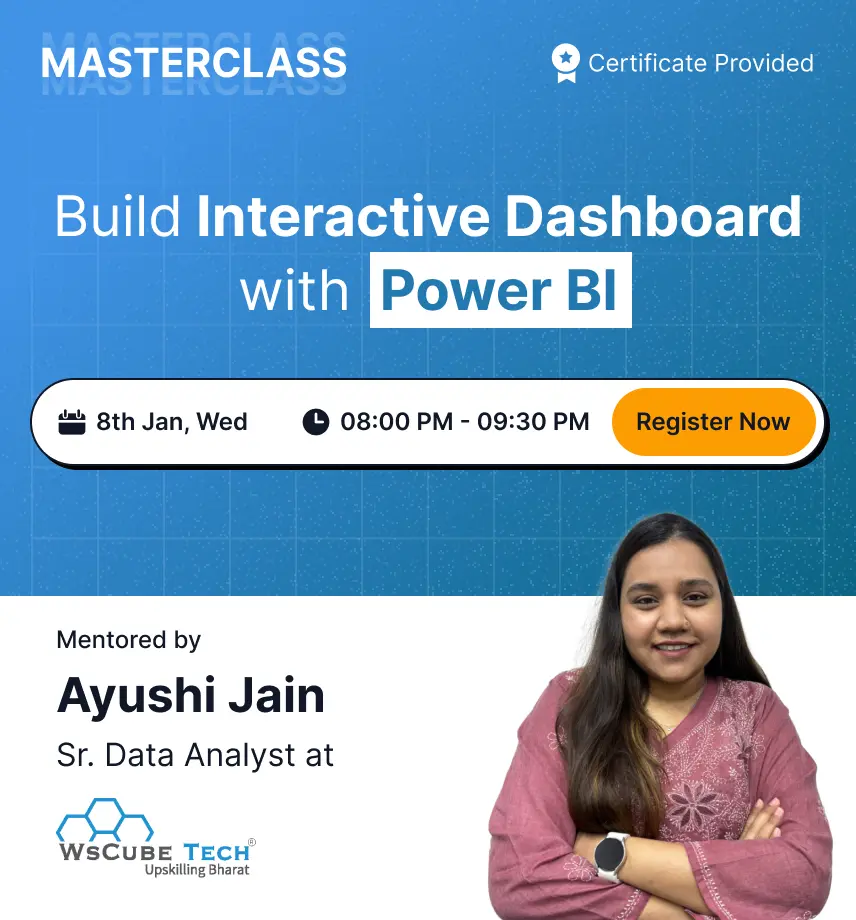 MASTERCLASS
Certificate Provided
Build Interactive Dashboard
with Power BI
8th Jan, Wed
08:00 PM - 09:30 PM
Register Now
Mentored by
Ayushi Jain
Sr. Data Analyst at
WsCube Tech®
Upskilling Bharat